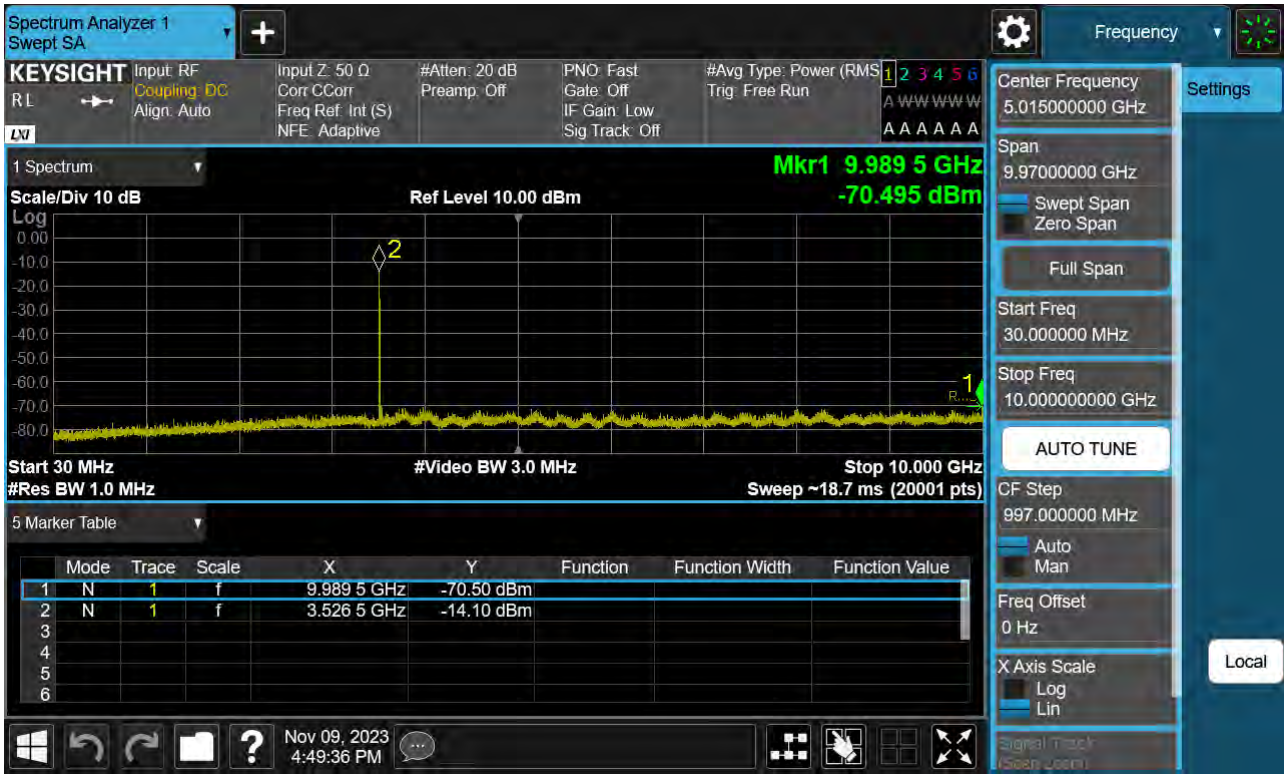 Spectrum Analyzer 1
Swept SA
+
Frequency
KEYSIGHT
RL
LXI
Input: RF
Coupling: DC
Align: Auto
Input Z: 50 Ω
Corr CCorr
Freq Ref: Int (S)
NFE: Adaptive
#Atten: 20 dB
Preamp: Off
PNO: Fast
Gate: Off
IF Gain: Low
Sig Track: Off
#Avg Type: Power (RMS
Trig: Free Run
1 2 3 4 5 6
A W W W W W
A A A A A A
1 Spectrum
Mkr1 9.989 5 GHz
Scale/Div 10 dB
Ref Level 10.00 dBm
-70.495 dBm
Log
0.00
-10.0
-20.0
-30.0
-40.0
-50.0
-60.0
-70.0
-80.0
2
1
R...
Start 30 MHz
#Video BW 3.0 MHz
Stop 10.000 GHz
#Res BW 1.0 MHz
Sweep ~18.7 ms (20001 pts)
5 Marker Table
Mode Trace Scale X Y Function Function Width Function Value
1 N 1 f 9.989 5 GHz -70.50 dBm
2 N 1 f 3.526 5 GHz -14.10 dBm
3
4
5
6
Nov 09, 2023
4:49:36 PM
?
Center Frequency
5.015000000 GHz
Span
9.97000000 GHz
Swept Span
Zero Span
Full Span
Start Freq
30.000000 MHz
Stop Freq
10.000000000 GHz
AUTO TUNE
CF Step
997.000000 MHz
Auto
Man
Freq Offset
0 Hz
X Axis Scale
Log
Lin
Signal Track
(Span Zoom)
Settings
Local